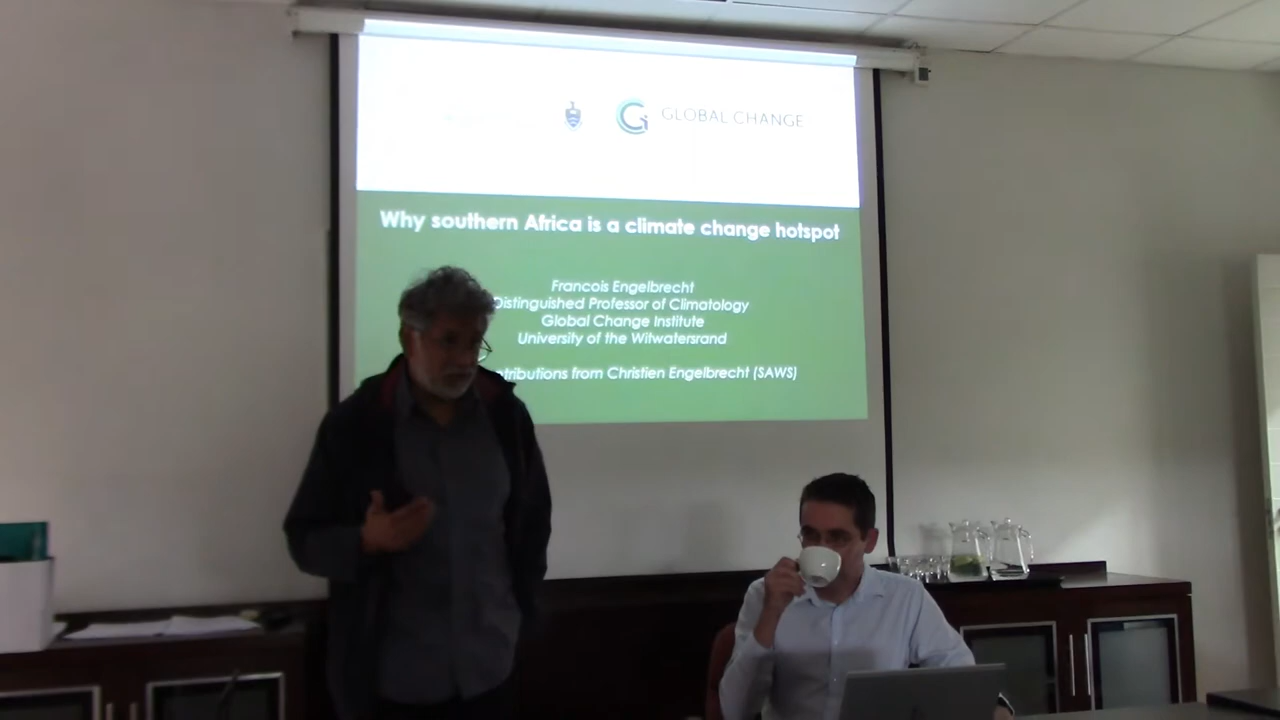 GLOBAL CHANGE
Why southern Africa is a climate change hotspot
Francois Engelbrecht
Distinguished Professor of Climatology
Global Change Institute
University of the Witwatersrand
from Christien Engelbrecht (SAWS)